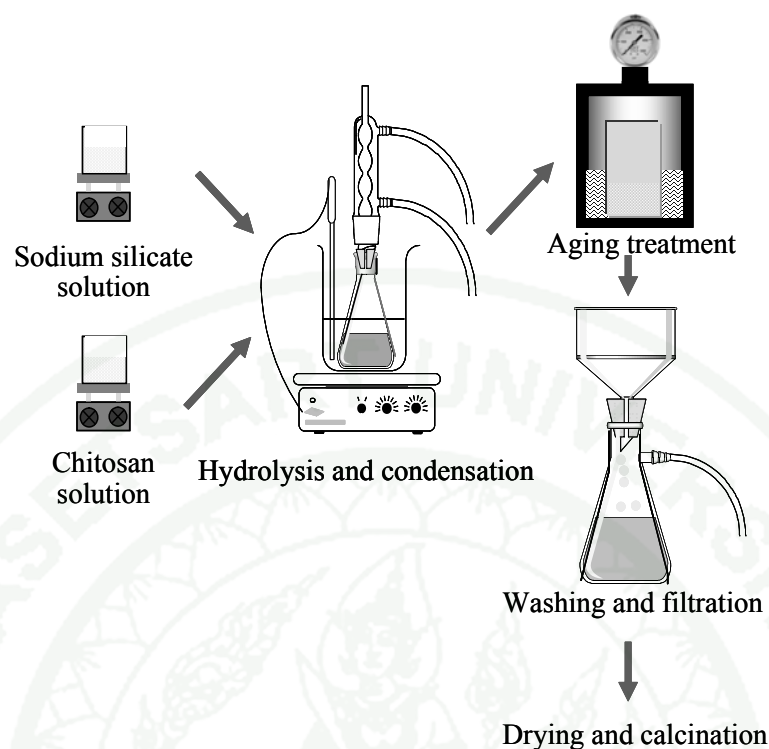 Sodium silicate
solution
Chitosan
solution
Hydrolysis and condensation
Aging treatment
Washing and filtration
Drying and calcination